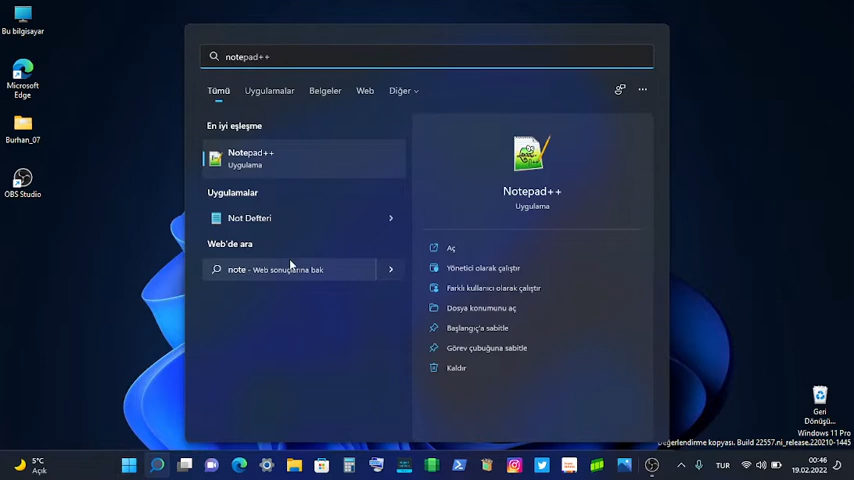 Bu bilgisayar
Microsoft
Edge
Burhan_07
OBS Studio
notepad++
Tümü
Uygulamalar
Belgeler
Web
Diğer
En iyi eşleşme
Notepad++
Uygulama
Uygulamalar
Not Defteri
Web'de ara
note - Web sonuçlarına bak
Notepad++
Uygulama
Aç
Yönetici olarak çalıştır
Farklı kullanıcı olarak çalıştır
Dosya konumunu aç
Başlangıç'a sabitle
Görev çubuğuna sabitle
Kaldır
Geri
Dönüşü...
Windows 11 Pro
Değerlendirme kopyası. Build 22557.ni_release.220210-1445
5°C
Açık
TUR
00:46
19.02.2022